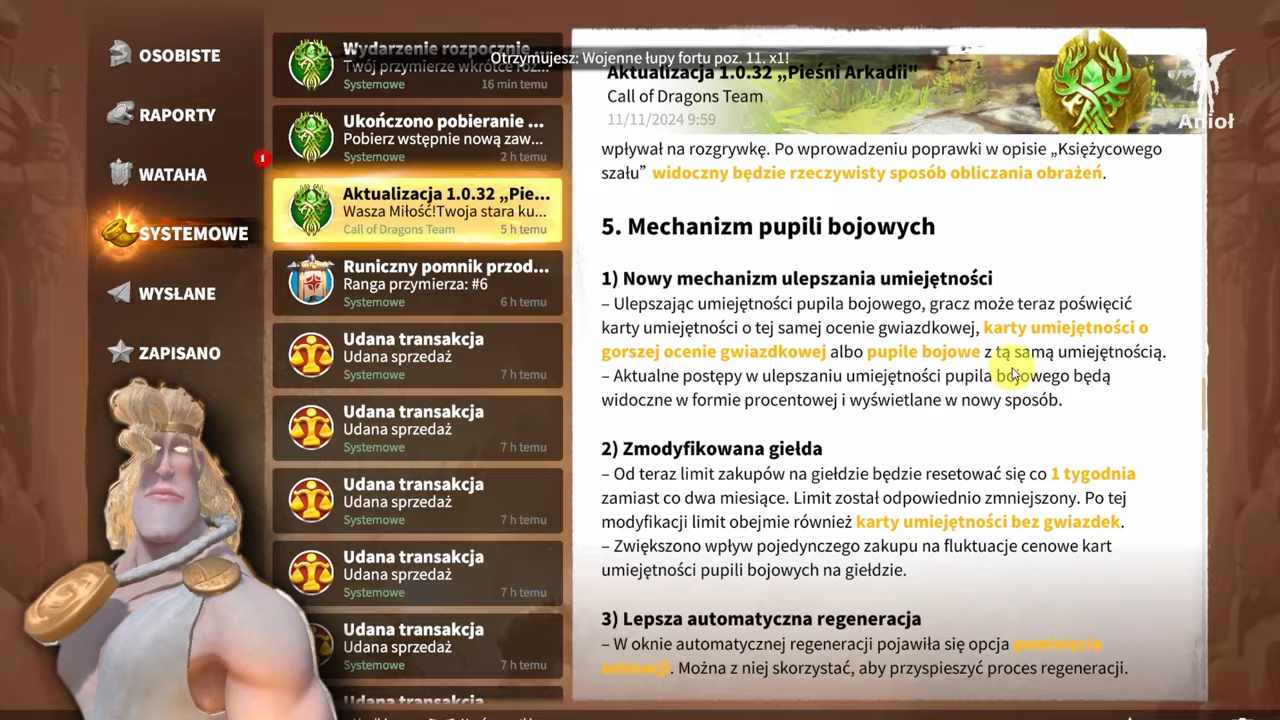 OSOBISTE
RAPORTY
1
WATAHA
SYSTEMOWE
WYSŁANE
ZAPISANO
Wydarzenie rozpocznie ...
Twój przymierze wkrótce roz...
Systemowe 16 min temu
Ukończono pobieranie ...
Pobierz wstępnie nową zaw...
Systemowe 2 h temu
Aktualizacja 1.0.32 „Pie...
Wasza Miłość!Twoja stara ku...
Call of Dragons Team 5 h temu
Runiczny pomnik przod...
Ranga przymierza: #6
Systemowe 6 h temu
Udana transakcja
Udana sprzedaż
Systemowe 7 h temu
Udana transakcja
Udana sprzedaż
Systemowe 7 h temu
Udana transakcja
Udana sprzedaż
Systemowe 7 h temu
Udana transakcja
Udana sprzedaż
Systemowe 7 h temu
Udana transakcja
Udana sprzedaż
Systemowe 7 h temu
Udana transakcja
Otrzymujesz: Wojenne łupy fortu poz. 11, x1!
Aktualizacja 1.0.32 „Pieśni Arkadii"
Call of Dragons Team
11/11/2024 9:59
Anioł
wpływał na rozgrywkę. Po wprowadzeniu poprawki w opisie „Księżycowego
szału” widoczny będzie rzeczywisty sposób obliczania obrażeń.
5. Mechanizm pupili bojowych
1) Nowy mechanizm ulepszania umiejętności
– Ulepszając umiejętności pupila bojowego, gracz może teraz poświęcić
karty umiejętności o tej samej ocenie gwiazdkowej, karty umiejętności o
gorszej ocenie gwiazdkowej albo pupile bojowe z tą samą umiejętnością.
– Aktualne postępy w ulepszaniu umiejętności pupila bojowego będą
widoczne w formie procentowej i wyświetlane w nowy sposób.
2) Zmodyfikowana giełda
– Od teraz limit zakupów na giełdzie będzie resetować się co 1 tygodnia
zamiast co dwa miesiące. Limit został odpowiednio zmniejszony. Po tej
modyfikacji limit obejmie również karty umiejętności bez gwiazdek.
– Zwiększono wpływ pojedynczego zakupu na fluktuacje cenowe kart
umiejętności pupili bojowych na giełdzie.
3) Lepsza automatyczna regeneracja
– W oknie automatycznej regeneracji pojawiła się opcja pominięcia
animacji. Można z niej skorzystać, aby przyspieszyć proces regeneracji.